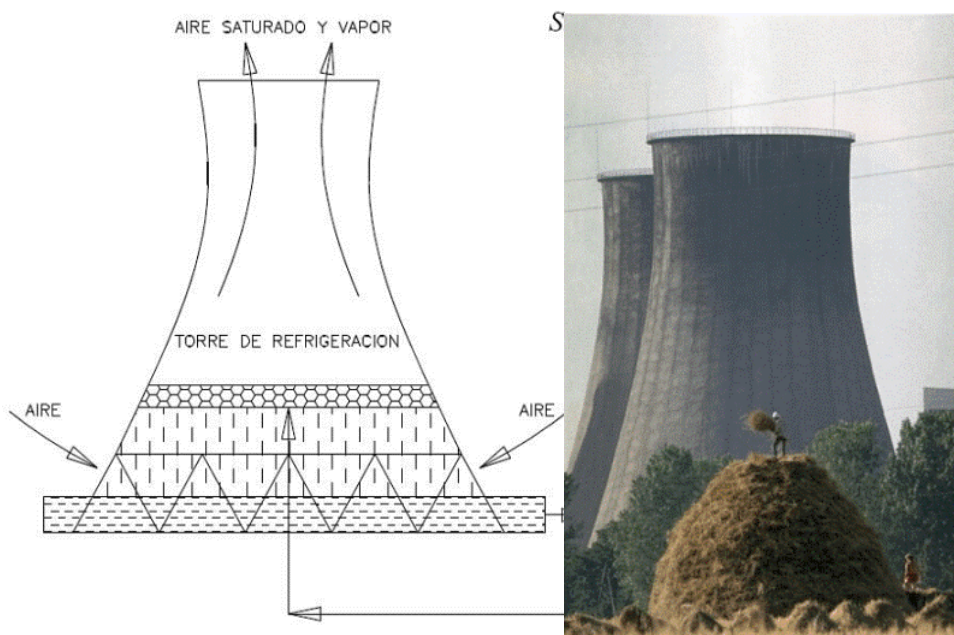 AIRE SATURADO Y VAPOR
S
TORRE DE REFRIGERACION
AIRE
AIRE